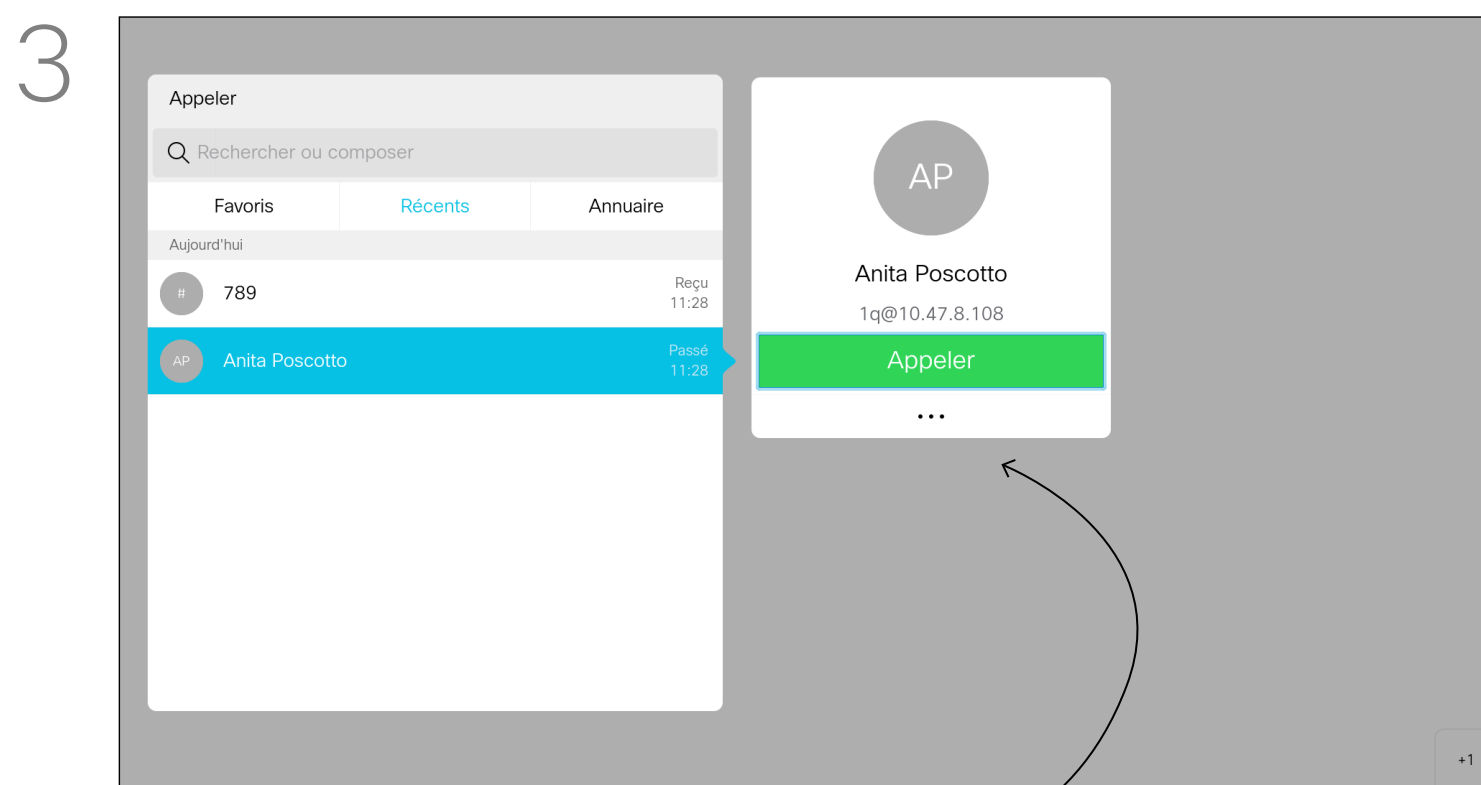 3
Appeler
Rechercher ou composer
Favoris Récents Annuaire
Aujourd'hui
# 789 Reçu
11:28
AP Anita Poscotto Passé
11:28
AP
Anita Poscotto
1q@10.47.8.108
Appeler
...
+1